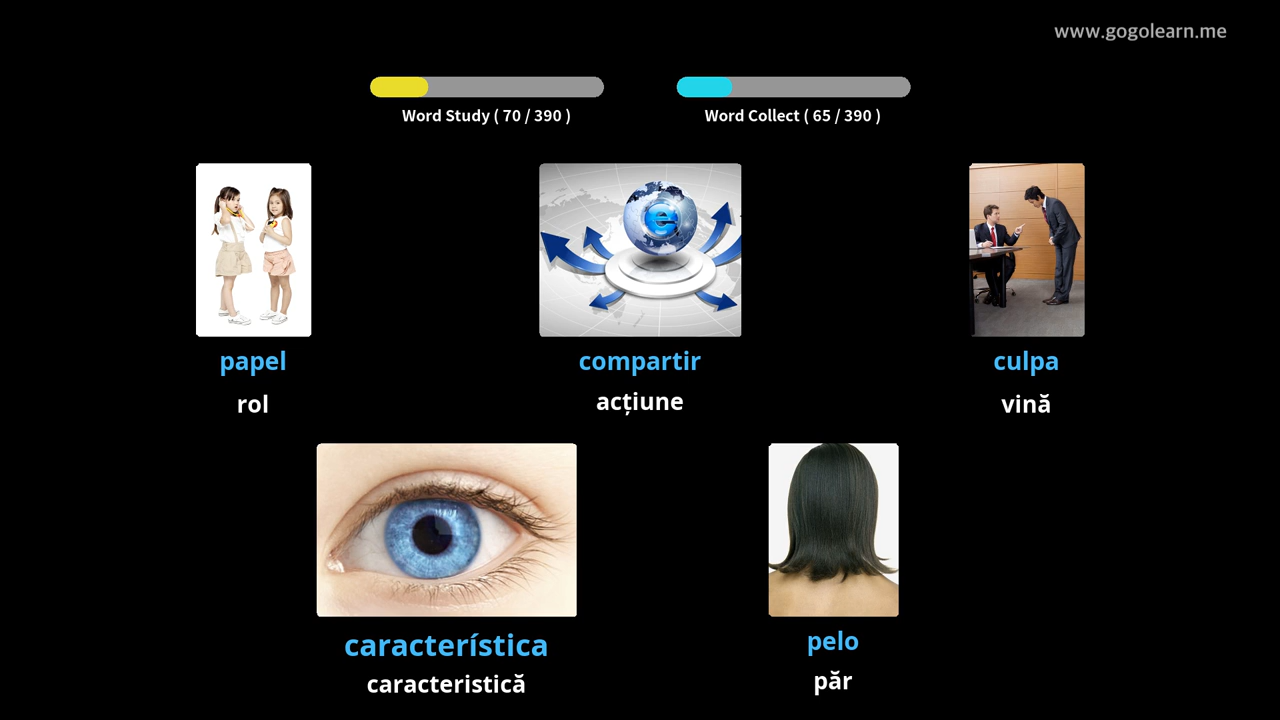 www.gogolearn.me
Word Study ( 70 / 390 )
Word Collect ( 65 / 390 )
papel
compartir
culpa
rol
acțiune
vină
e
característica
pelo
caracteristică
păr